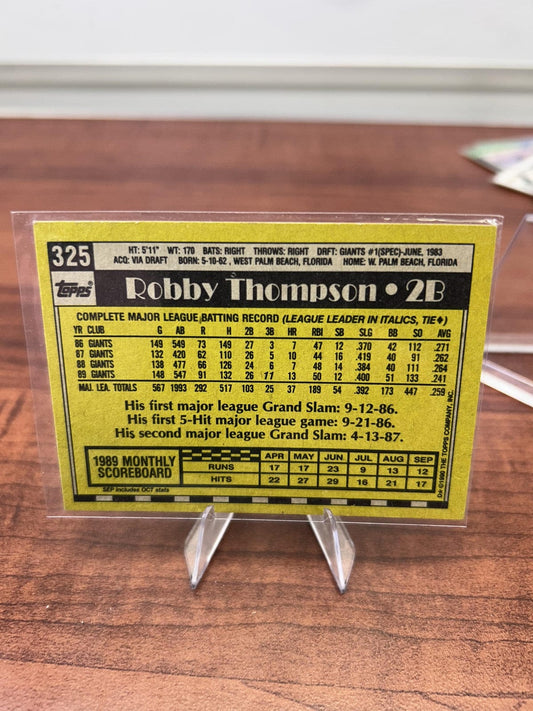 325
HT: 5'11" WT: 170 BATS: RIGHT THROWS: RIGHT DRFT: GIANTS #1(SPEC)-JUNE, 1983
ACQ: VIA DRAFT BORN: 5-10-62, WEST PALM BEACH, FLORIDA HOME: W. PALM BEACH, FLORIDA
TOPPS
Robby Thompson • 2B
COMPLETE MAJOR LEAGUE BATTING RECORD (LEAGUE LEADER IN ITALICS, TIE♦)
YR CLUB G AB R H 2B 3B HR RBI SB SLG BB SO AVG
86 GIANTS 149 549 73 149 27 3 7 47 12 .370 42 112 .271
87 GIANTS 132 420 62 110 26 5 10 44 16 .419 40 91 .262
88 GIANTS 138 477 66 126 24 6 7 48 14 .384 40 111 .264
89 GIANTS 148 547 91 132 26 11 13 50 12 .400 51 133 .241
MAJ. LEA. TOTALS 567 1993 292 517 103 25 37 189 54 .392 173 447 .259
His first major league Grand Slam: 9-12-86.
His first 5-Hit major league game: 9-21-86.
His second major league Grand Slam: 4-13-87.
1989 MONTHLY SCOREBOARD
APR MAY JUN JUL AUG SEP
RUNS 17 17 23 9 13 12
HITS 22 27 29 16 21 17
SEP includes OCT stats
D* ©1990 THE TOPPS COMPANY, INC.